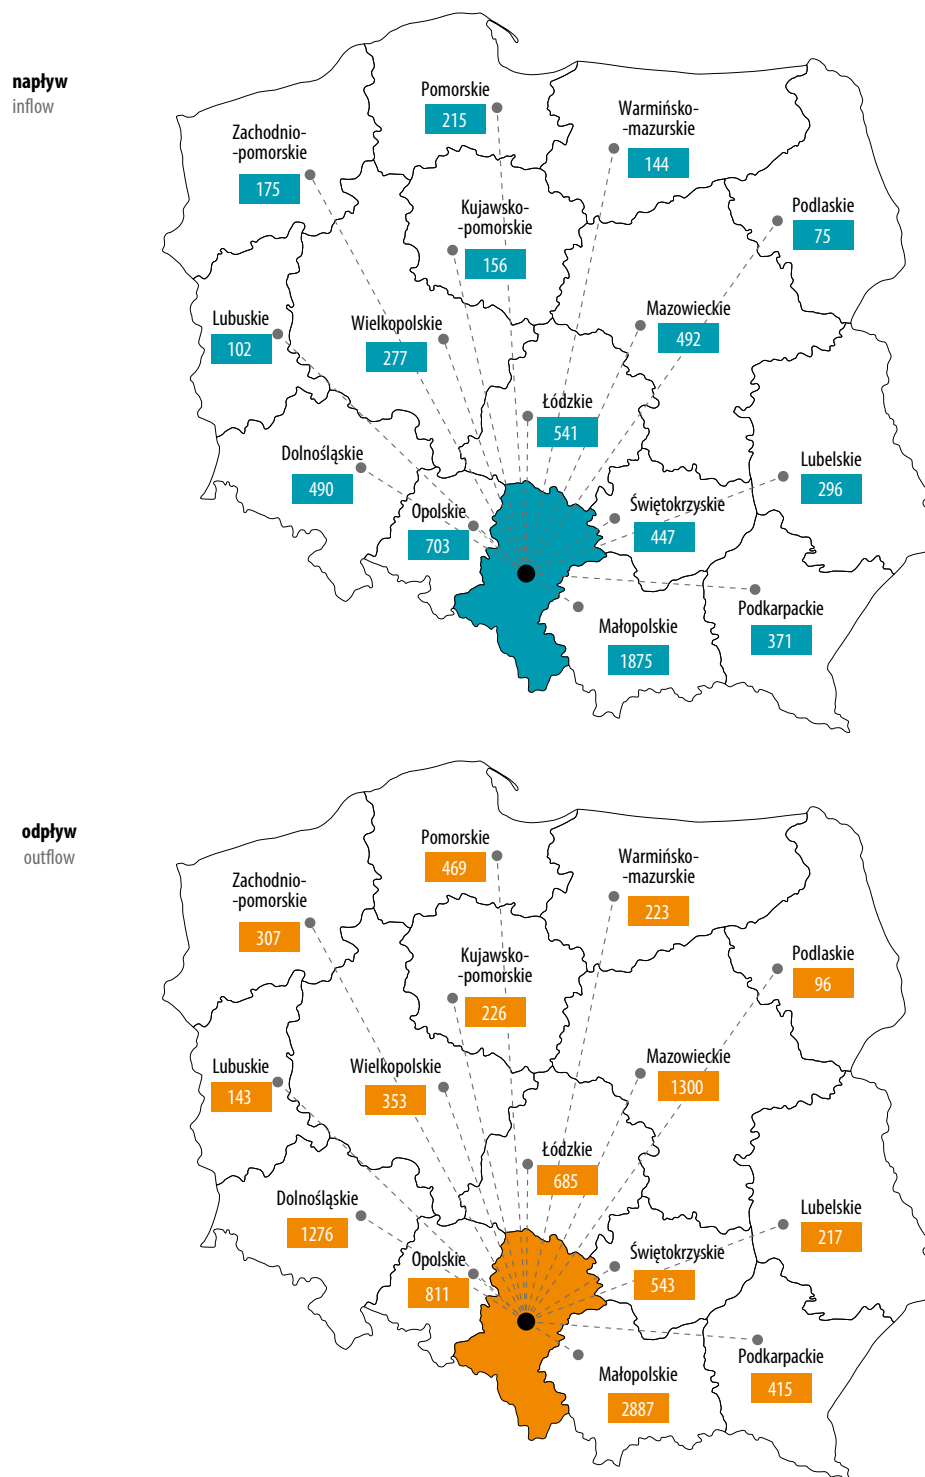 napływ
inflow
Pomorskie
215
Warmińsko-
-mazurskie
144
Zachodnio-
-pomorskie
175
Kujawsko-
-pomorskie
156
Podlaskie
75
Lubuskie
102
Wielkopolskie
277
Mazowieckie
492
Łódzkie
541
Dolnośląskie
490
Lubelskie
296
Opolskie
703
Świętokrzyskie
447
Małopolskie
1875
Podkarpackie
371
odpływ
outflow
Pomorskie
469
Warmińsko-
-mazurskie
223
Zachodnio-
-pomorskie
307
Kujawsko-
-pomorskie
226
Podlaskie
96
Lubuskie
143
Wielkopolskie
353
Mazowieckie
1300
Łódzkie
685
Dolnośląskie
1276
Lubelskie
217
Opolskie
811
Świętokrzyskie
543
Małopolskie
2887
Podkarpackie
415